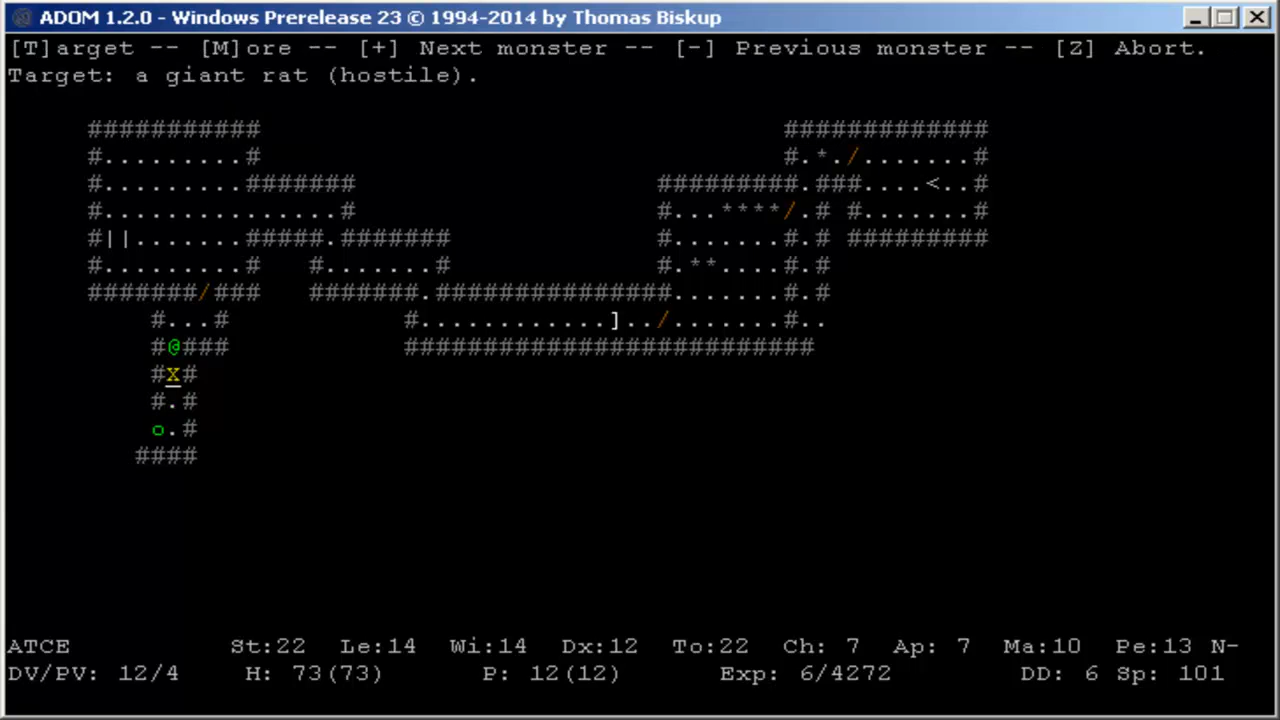 ADOM 1.2.0 - Windows Prerelease 23 © 1994-2014 by Thomas Biskup
[T]arget -- [M]ore -- [+] Next monster -- [-] Previous monster -- [Z] Abort.
Target: a giant rat (hostile).
###########                                  #############
#.........#                                  #.*./.......#
#.........#######                   #########.###....<..#
#...............#                   #...****/.# #.......#
#||.......#####.#######             #.......#.# #########
#.........#   #.......#             #.**....#.#
#######/###   #######.###############.......#.#
#...#           #............]../.......#..
#@###           ##########################
#X#
#.#
o.#
####
ATCE St:22 Le:14 Wi:14 Dx:12 To:22 Ch: 7 Ap: 7 Ma:10 Pe:13 N-
DV/PV: 12/4 H: 73(73) P: 12(12) Exp: 6/4272 DD: 6 Sp: 101